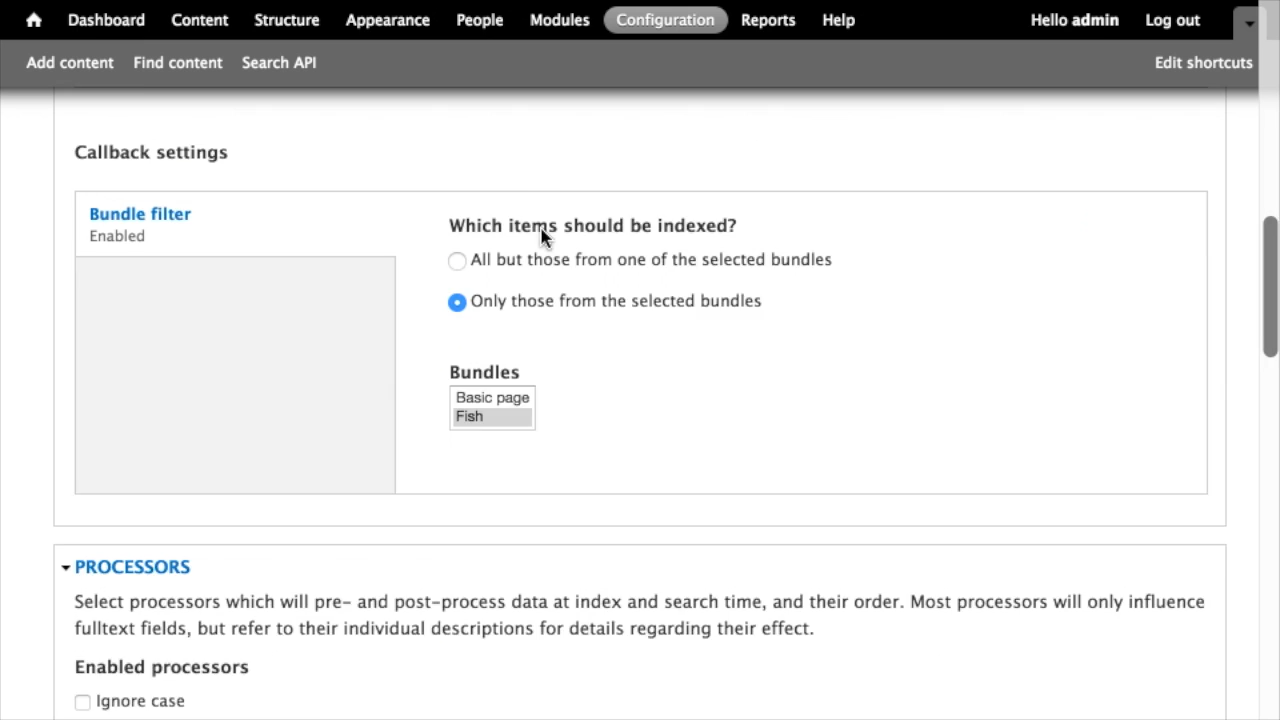 Dashboard Content Structure Appearance People Modules Configuration Reports Help Hello admin Log out
Add content Find content Search API Edit shortcuts
Callback settings
Bundle filter
Enabled
Which items should be indexed?
All but those from one of the selected bundles
Only those from the selected bundles
Bundles
Basic page
Fish
PROCESSORS
Select processors which will pre- and post-process data at index and search time, and their order. Most processors will only influence
fulltext fields, but refer to their individual descriptions for details regarding their effect.
Enabled processors
Ignore case